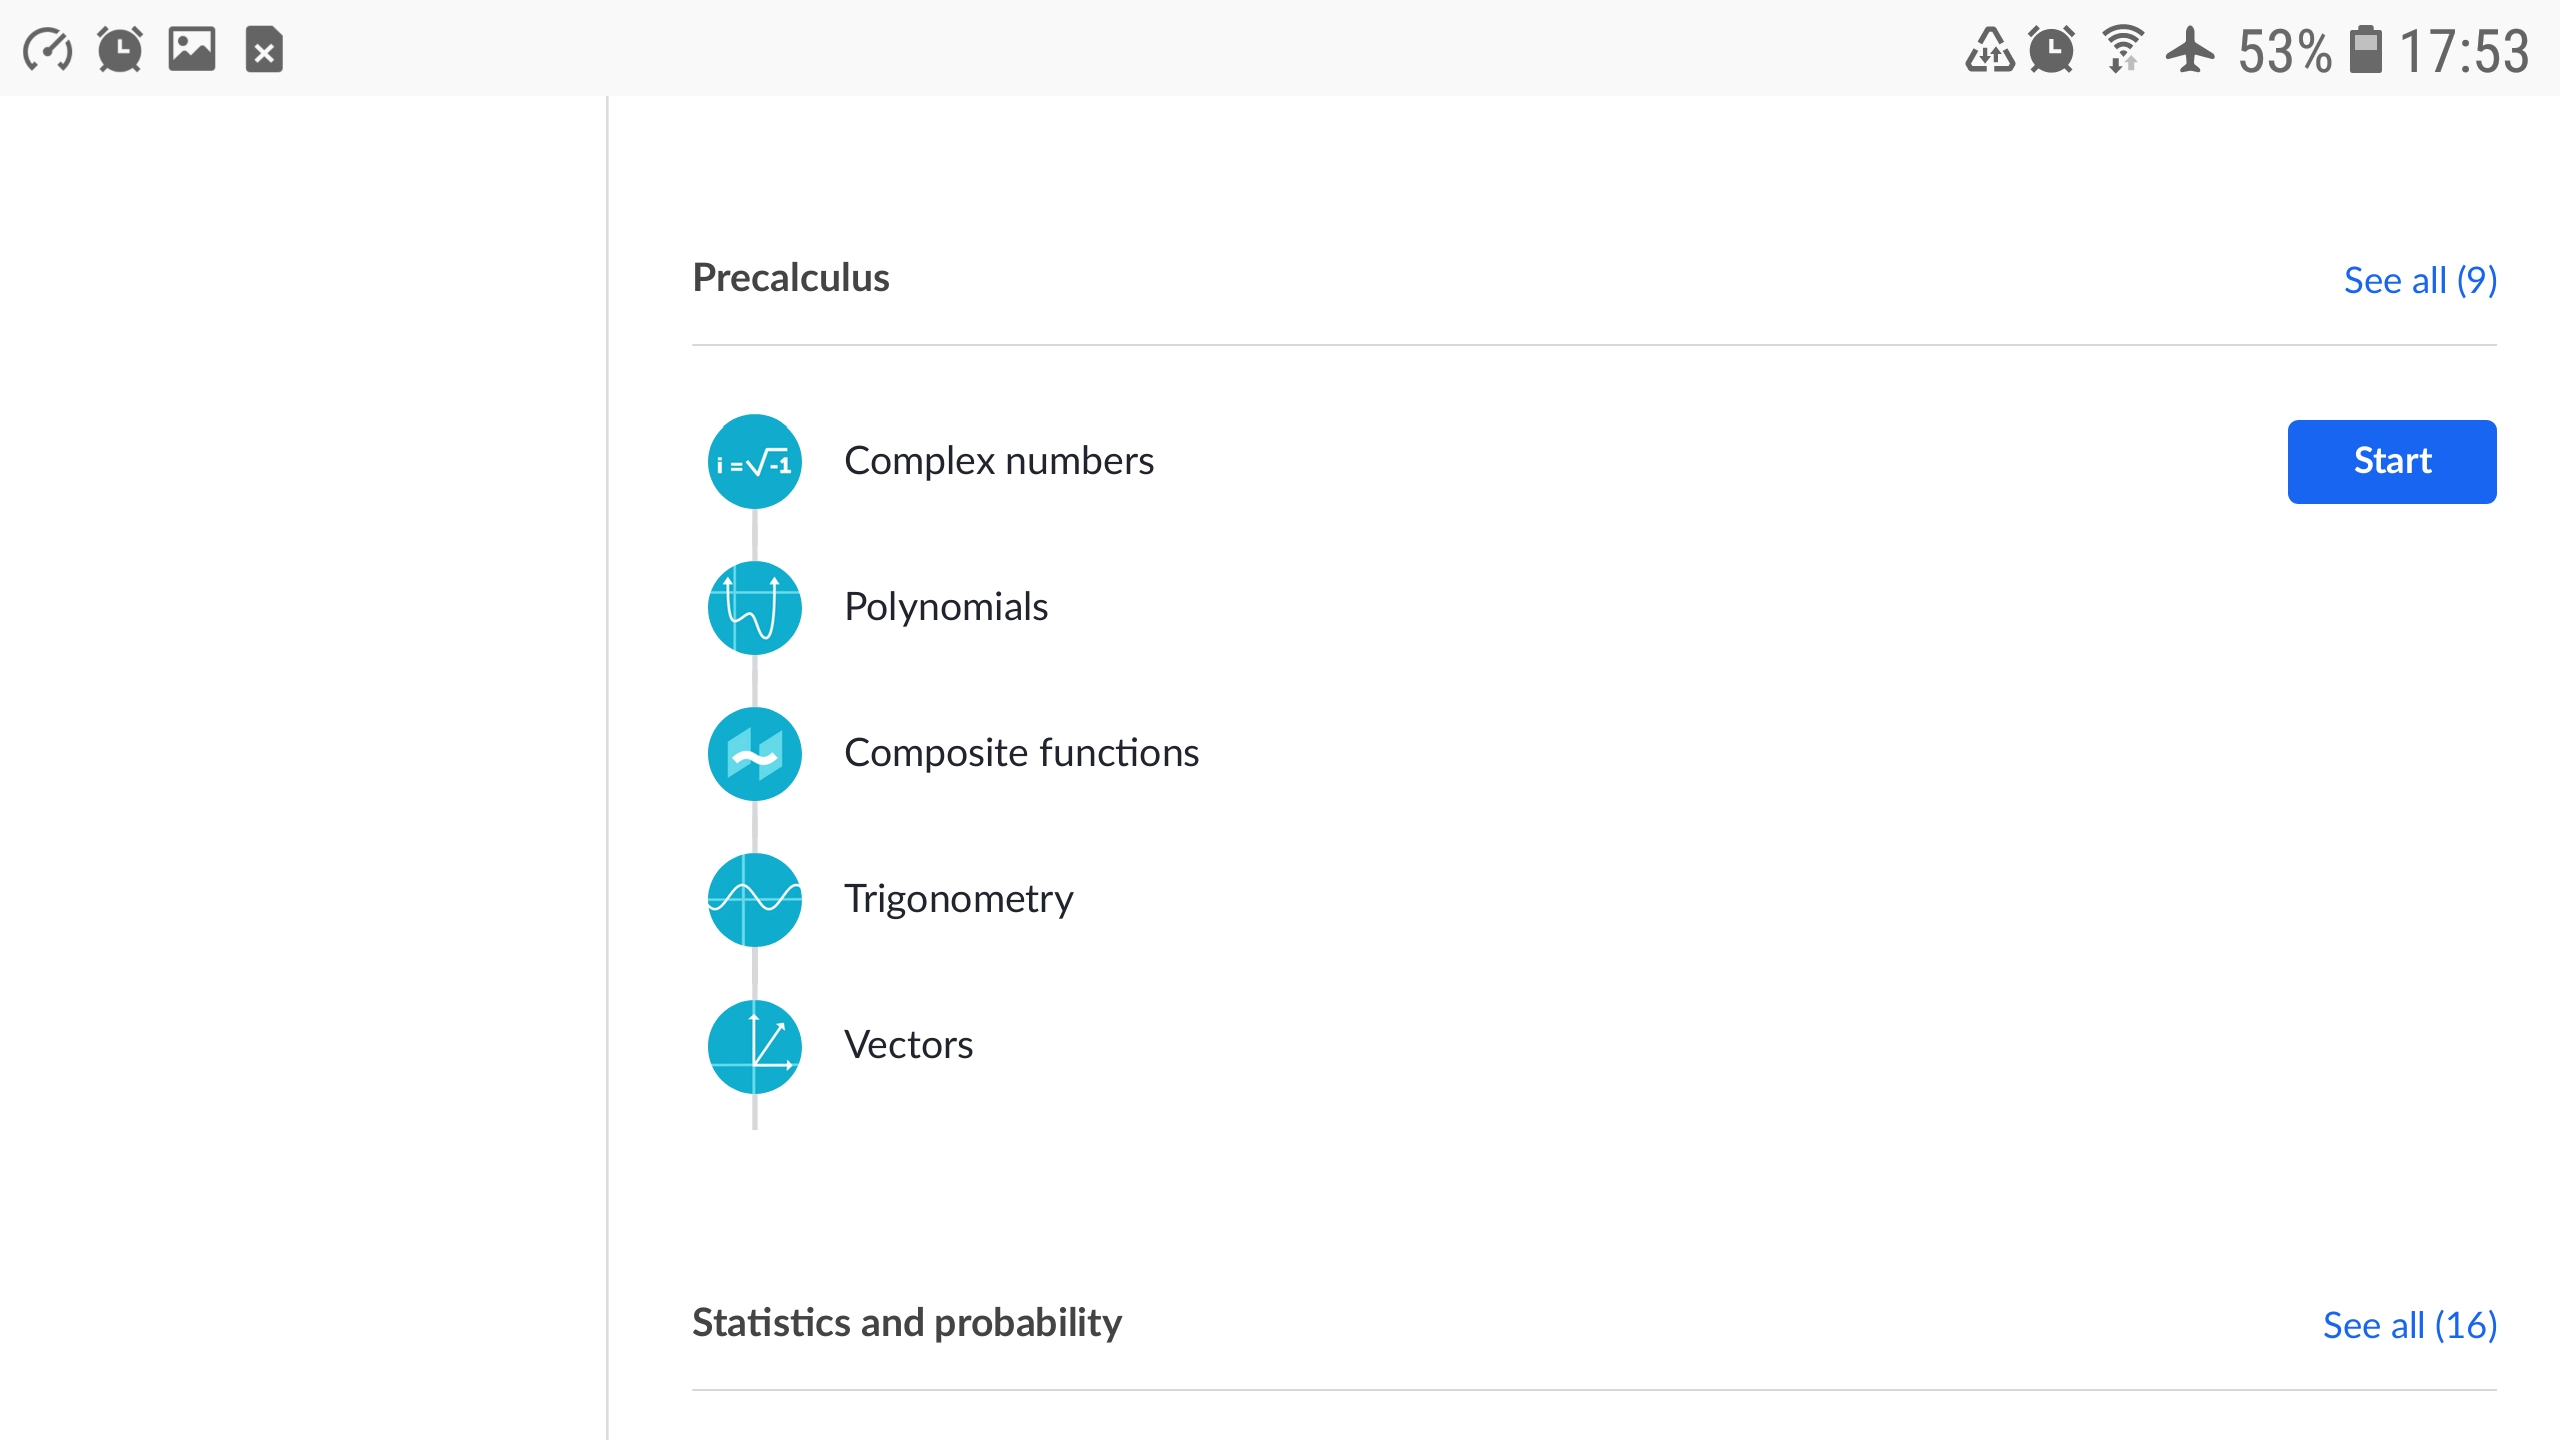 53% 17:53
Precalculus
See all (9)
i = √-1
Complex numbers
Start
Polynomials
Composite functions
Trigonometry
Vectors
Statistics and probability
See all (16)